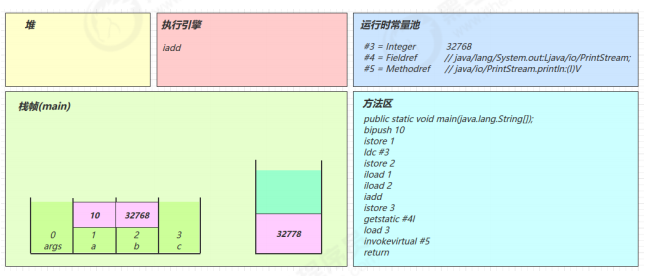 堆
执行引擎
iadd
运行时常量池
#3 = Integer 32768
#4 = Fieldref // java/lang/System.out:Ljava/io/PrintStream;
#5 = Methodref // java/io/PrintStream.println:(I)V
栈帧(main)
10 32768
0 1 2 3
args a b c
32778
方法区
public static void main(java.lang.String[]);
bipush 10
istore 1
ldc #3
istore 2
iload 1
iload 2
iadd
istore 3
getstatic #4I
load 3
invokevirtual #5
return